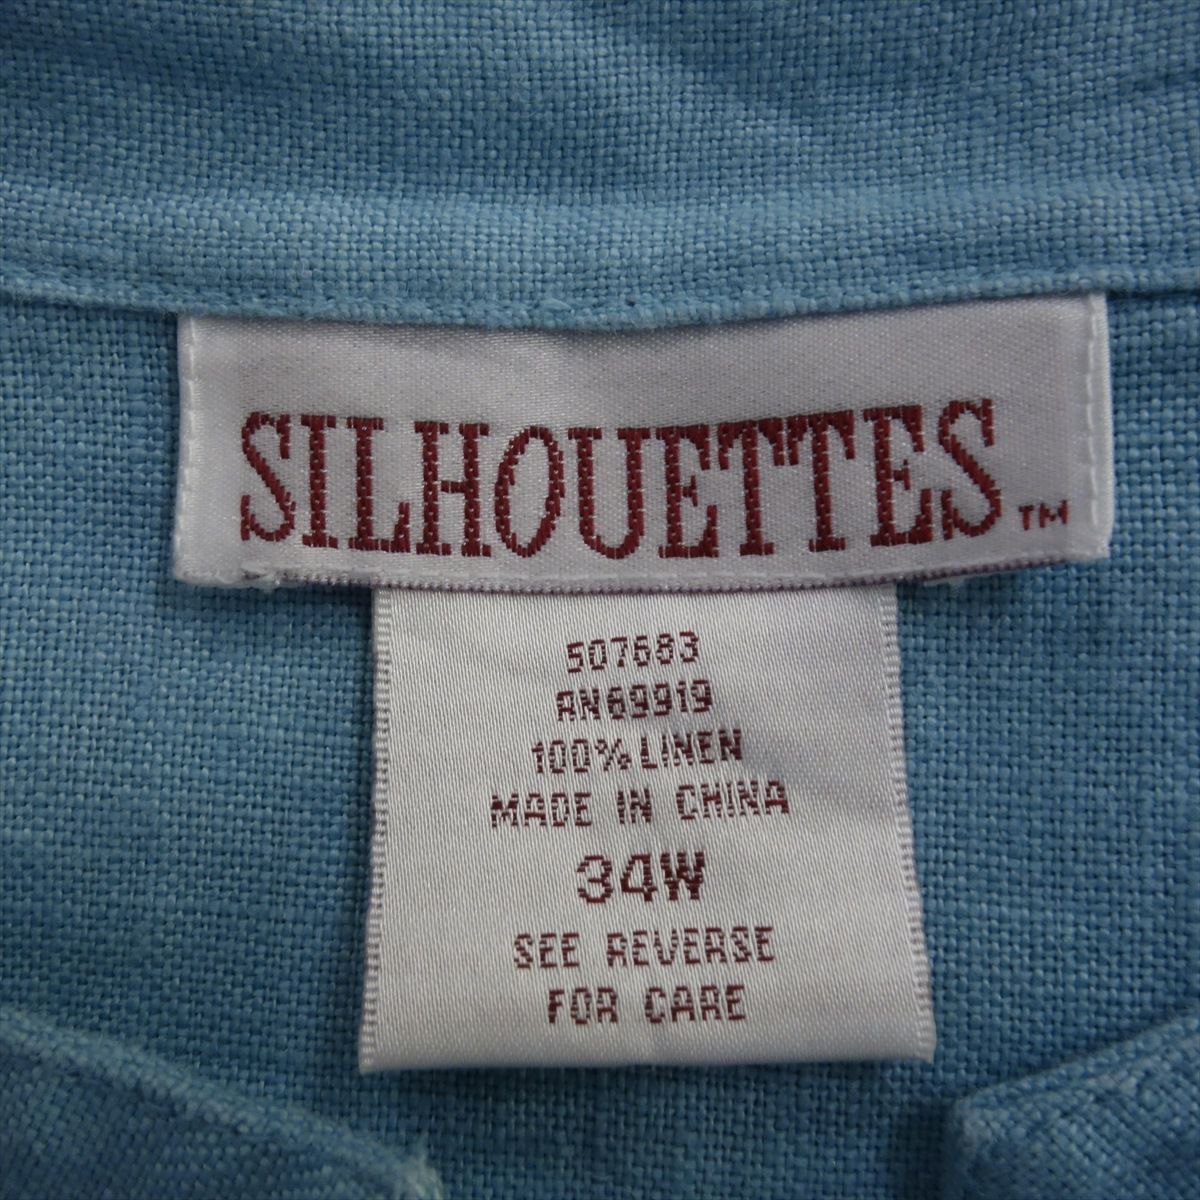 SILHOUETTES™
507683
RN69919
100% LINEN
MADE IN CHINA
34W
SEE REVERSE
FOR CARE